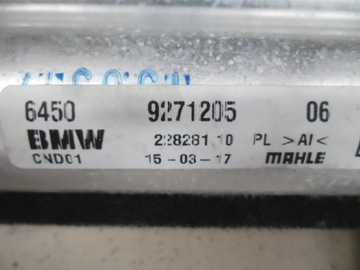 6450 9271205 06
BMW 228281 10 PL >Al<
CND01 15-03-17 MAHLE